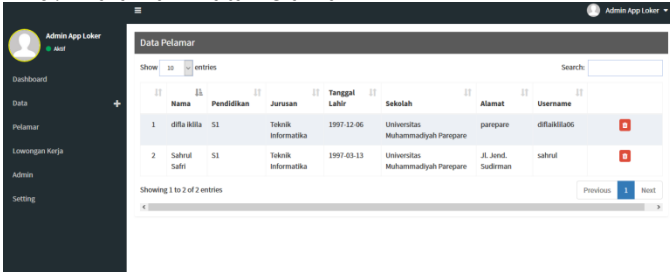 Admin App Loker
Admin App Loker
Aktif
Data Pelamar
Show 10 entries
Search:
Dashboard
Data
Pelamar
Lowongan Kerja
Admin
Setting
Nama Pendidikan Jurusan Tanggal Lahir Sekolah Alamat Username
1 difla iklila S1 Teknik Informatika 1997-12-06 Universitas Muhammadiyah Parepare parepare diflaiklila06
2 Sahrul Safri S1 Teknik Informatika 1997-03-13 Universitas Muhammadiyah Parepare Jl. Jend. Sudirman sahrul
Showing 1 to 2 of 2 entries
Previous 1 Next